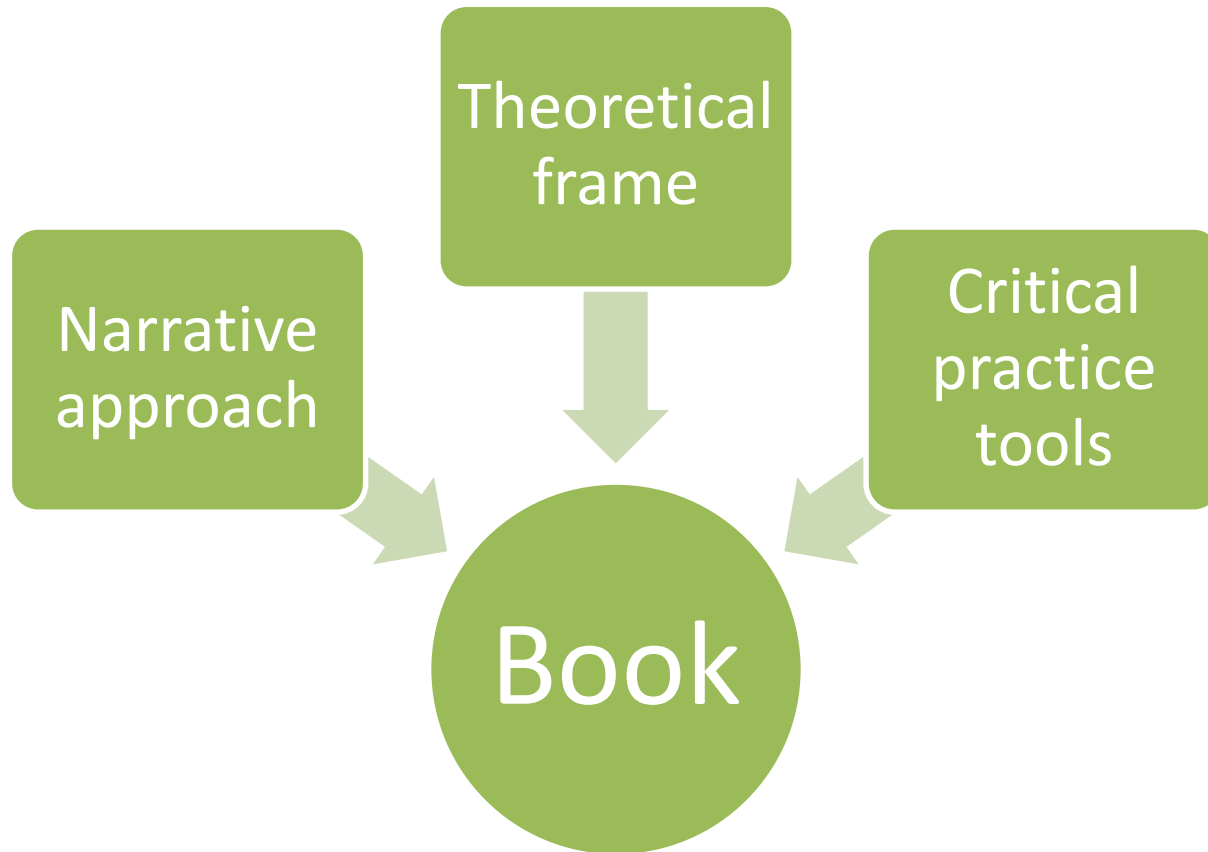 Theoretical
frame
Narrative
approach
Critical
practice
tools
Book